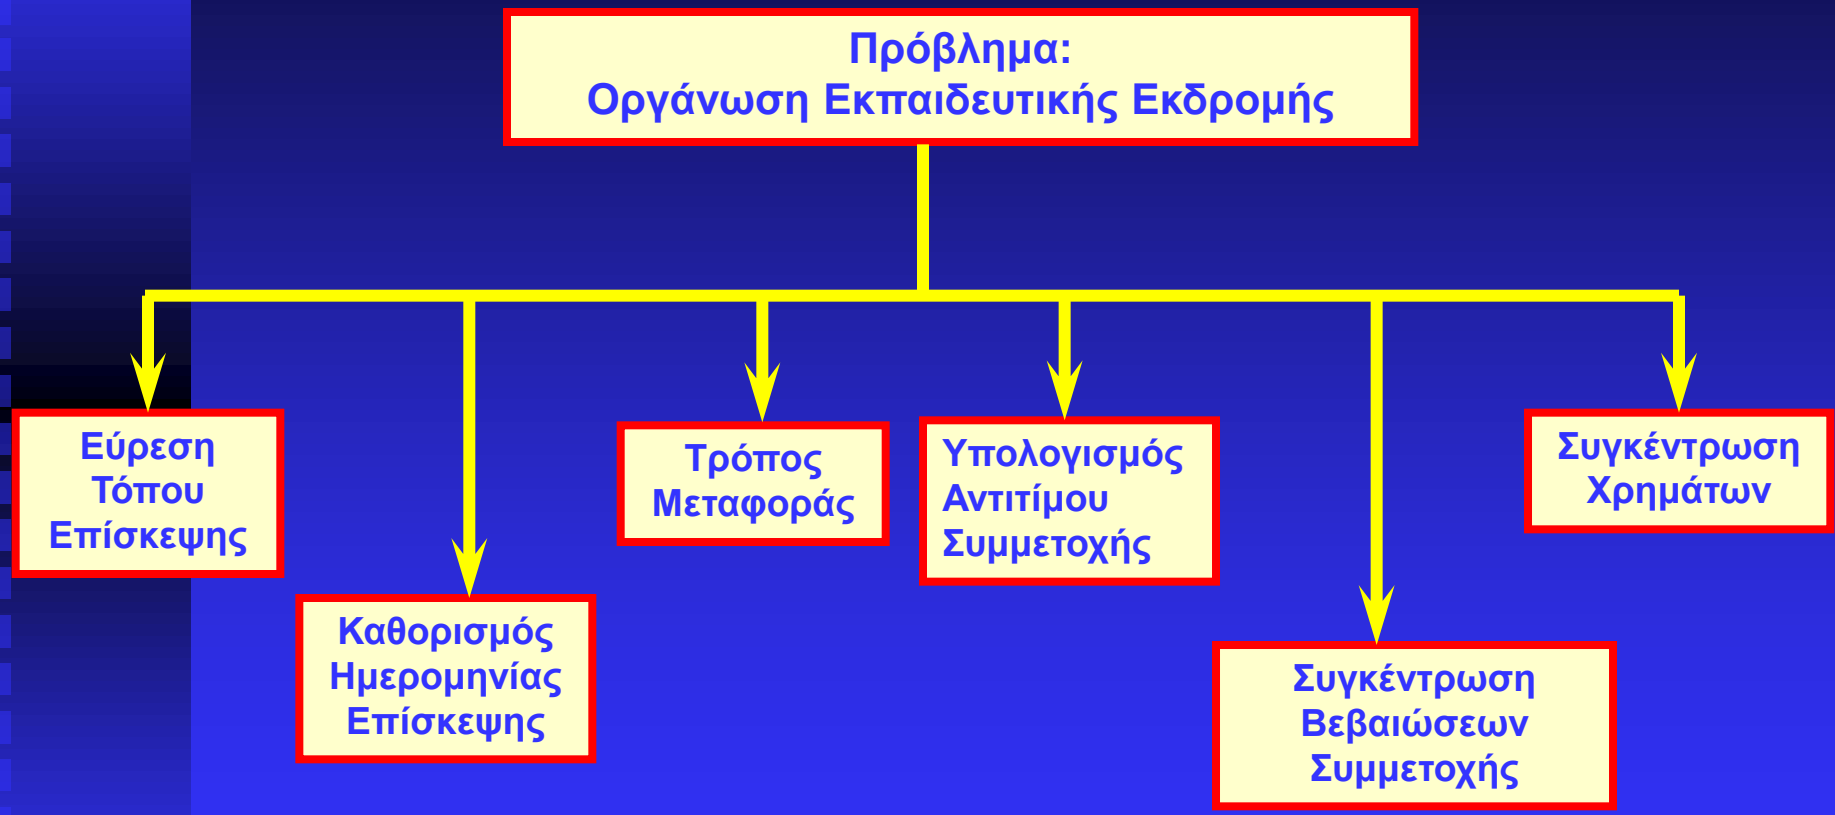 Πρόβλημα:
Οργάνωση Εκπαιδευτικής Εκδρομής
Εύρεση
Τόπου
Επίσκεψης
Καθορισμός
Ημερομηνίας
Επίσκεψης
Τρόπος
Μεταφοράς
Υπολογισμός
Αντιτίμου
Συμμετοχής
Συγκέντρωση
Βεβαιώσεων
Συμμετοχής
Συγκέντρωση
Χρημάτων